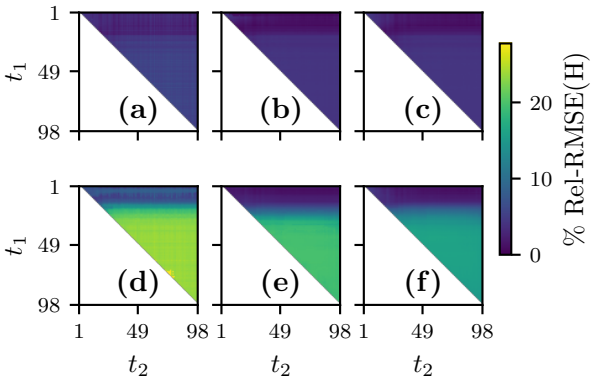 1
49
98
t₁
(a) (b) (c)
1
49
98
t₁
(d) (e) (f)
1 49 98 1 49 98 1 49 98
t₂ t₂ t₂
20
10
0
% Rel-RMSE(H)